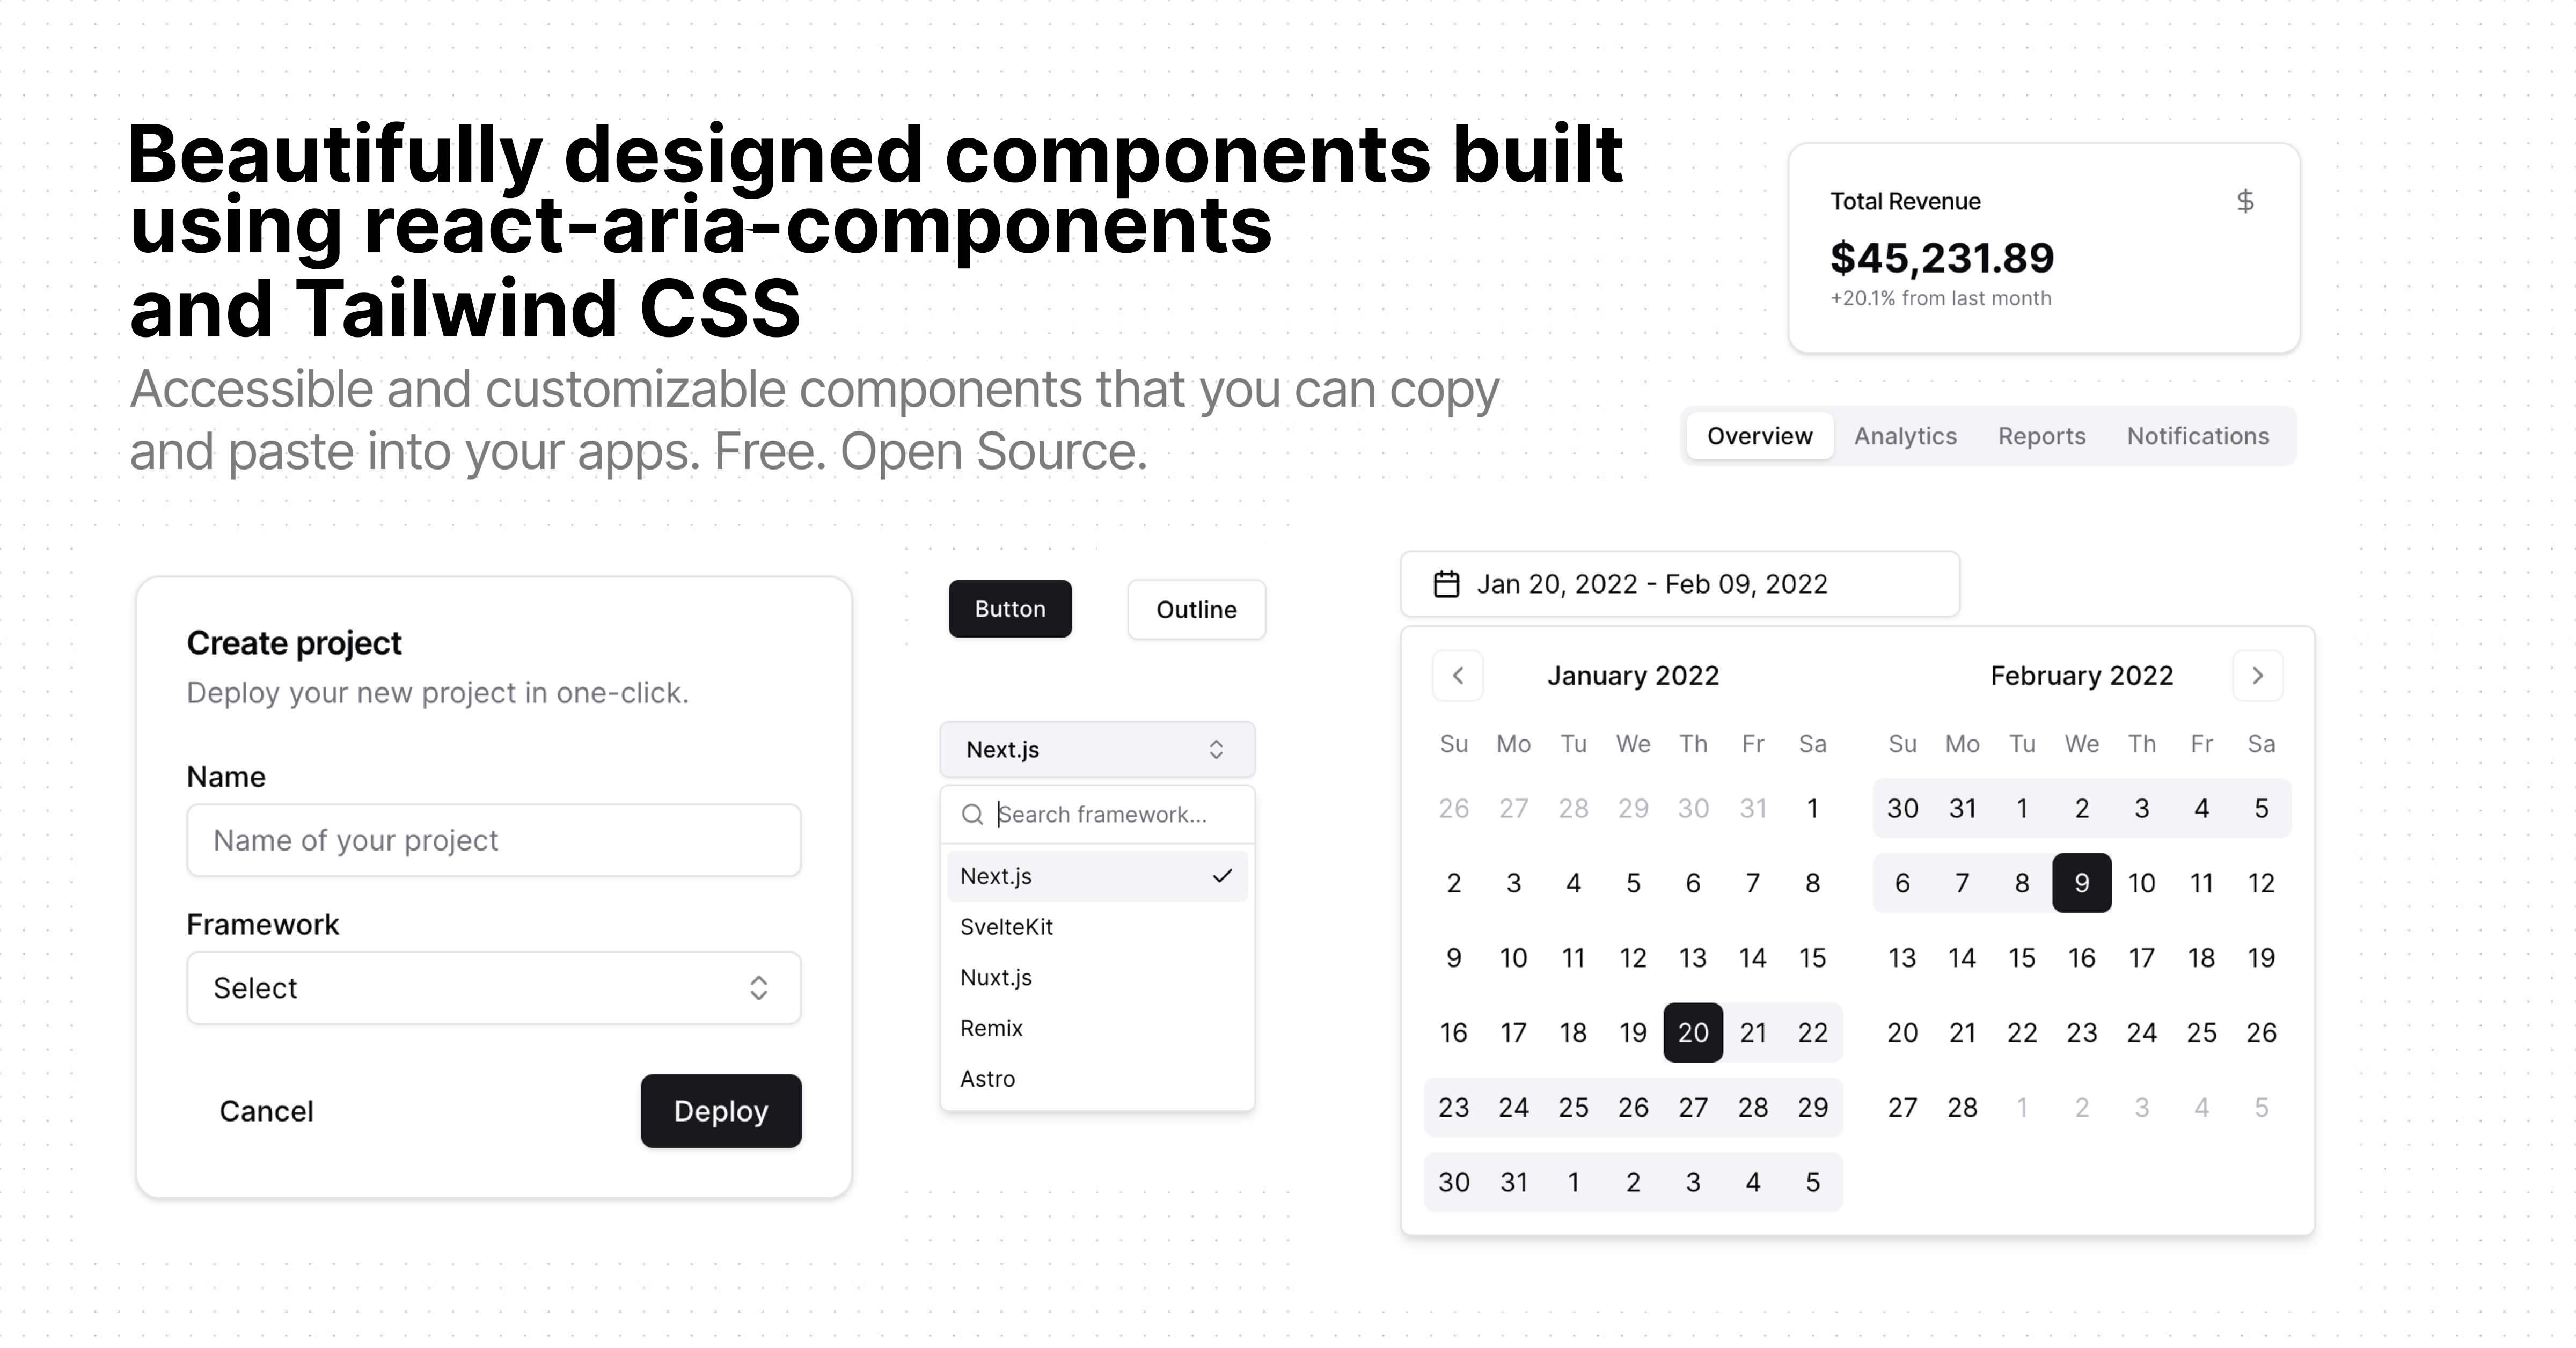 Beautifully designed components built
using react-aria-components
and Tailwind CSS
Accessible and customizable components that you can copy
and paste into your apps. Free. Open Source.
Total Revenue $
$45,231.89
+20.1% from last month
Overview Analytics Reports Notifications
Create project
Deploy your new project in one-click.
Name
Name of your project
Framework
Select
Cancel Deploy
Button Outline
Next.js
Search framework...
Next.js
SvelteKit
Nuxt.js
Remix
Astro
Jan 20, 2022 - Feb 09, 2022
January 2022
Su Mo Tu We Th Fr Sa
26 27 28 29 30 31 1
2 3 4 5 6 7 8
9 10 11 12 13 14 15
16 17 18 19 20 21 22
23 24 25 26 27 28 29
30 31 1 2 3 4 5
February 2022
Su Mo Tu We Th Fr Sa
30 31 1 2 3 4 5
6 7 8 9 10 11 12
13 14 15 16 17 18 19
20 21 22 23 24 25 26
27 28 1 2 3 4 5